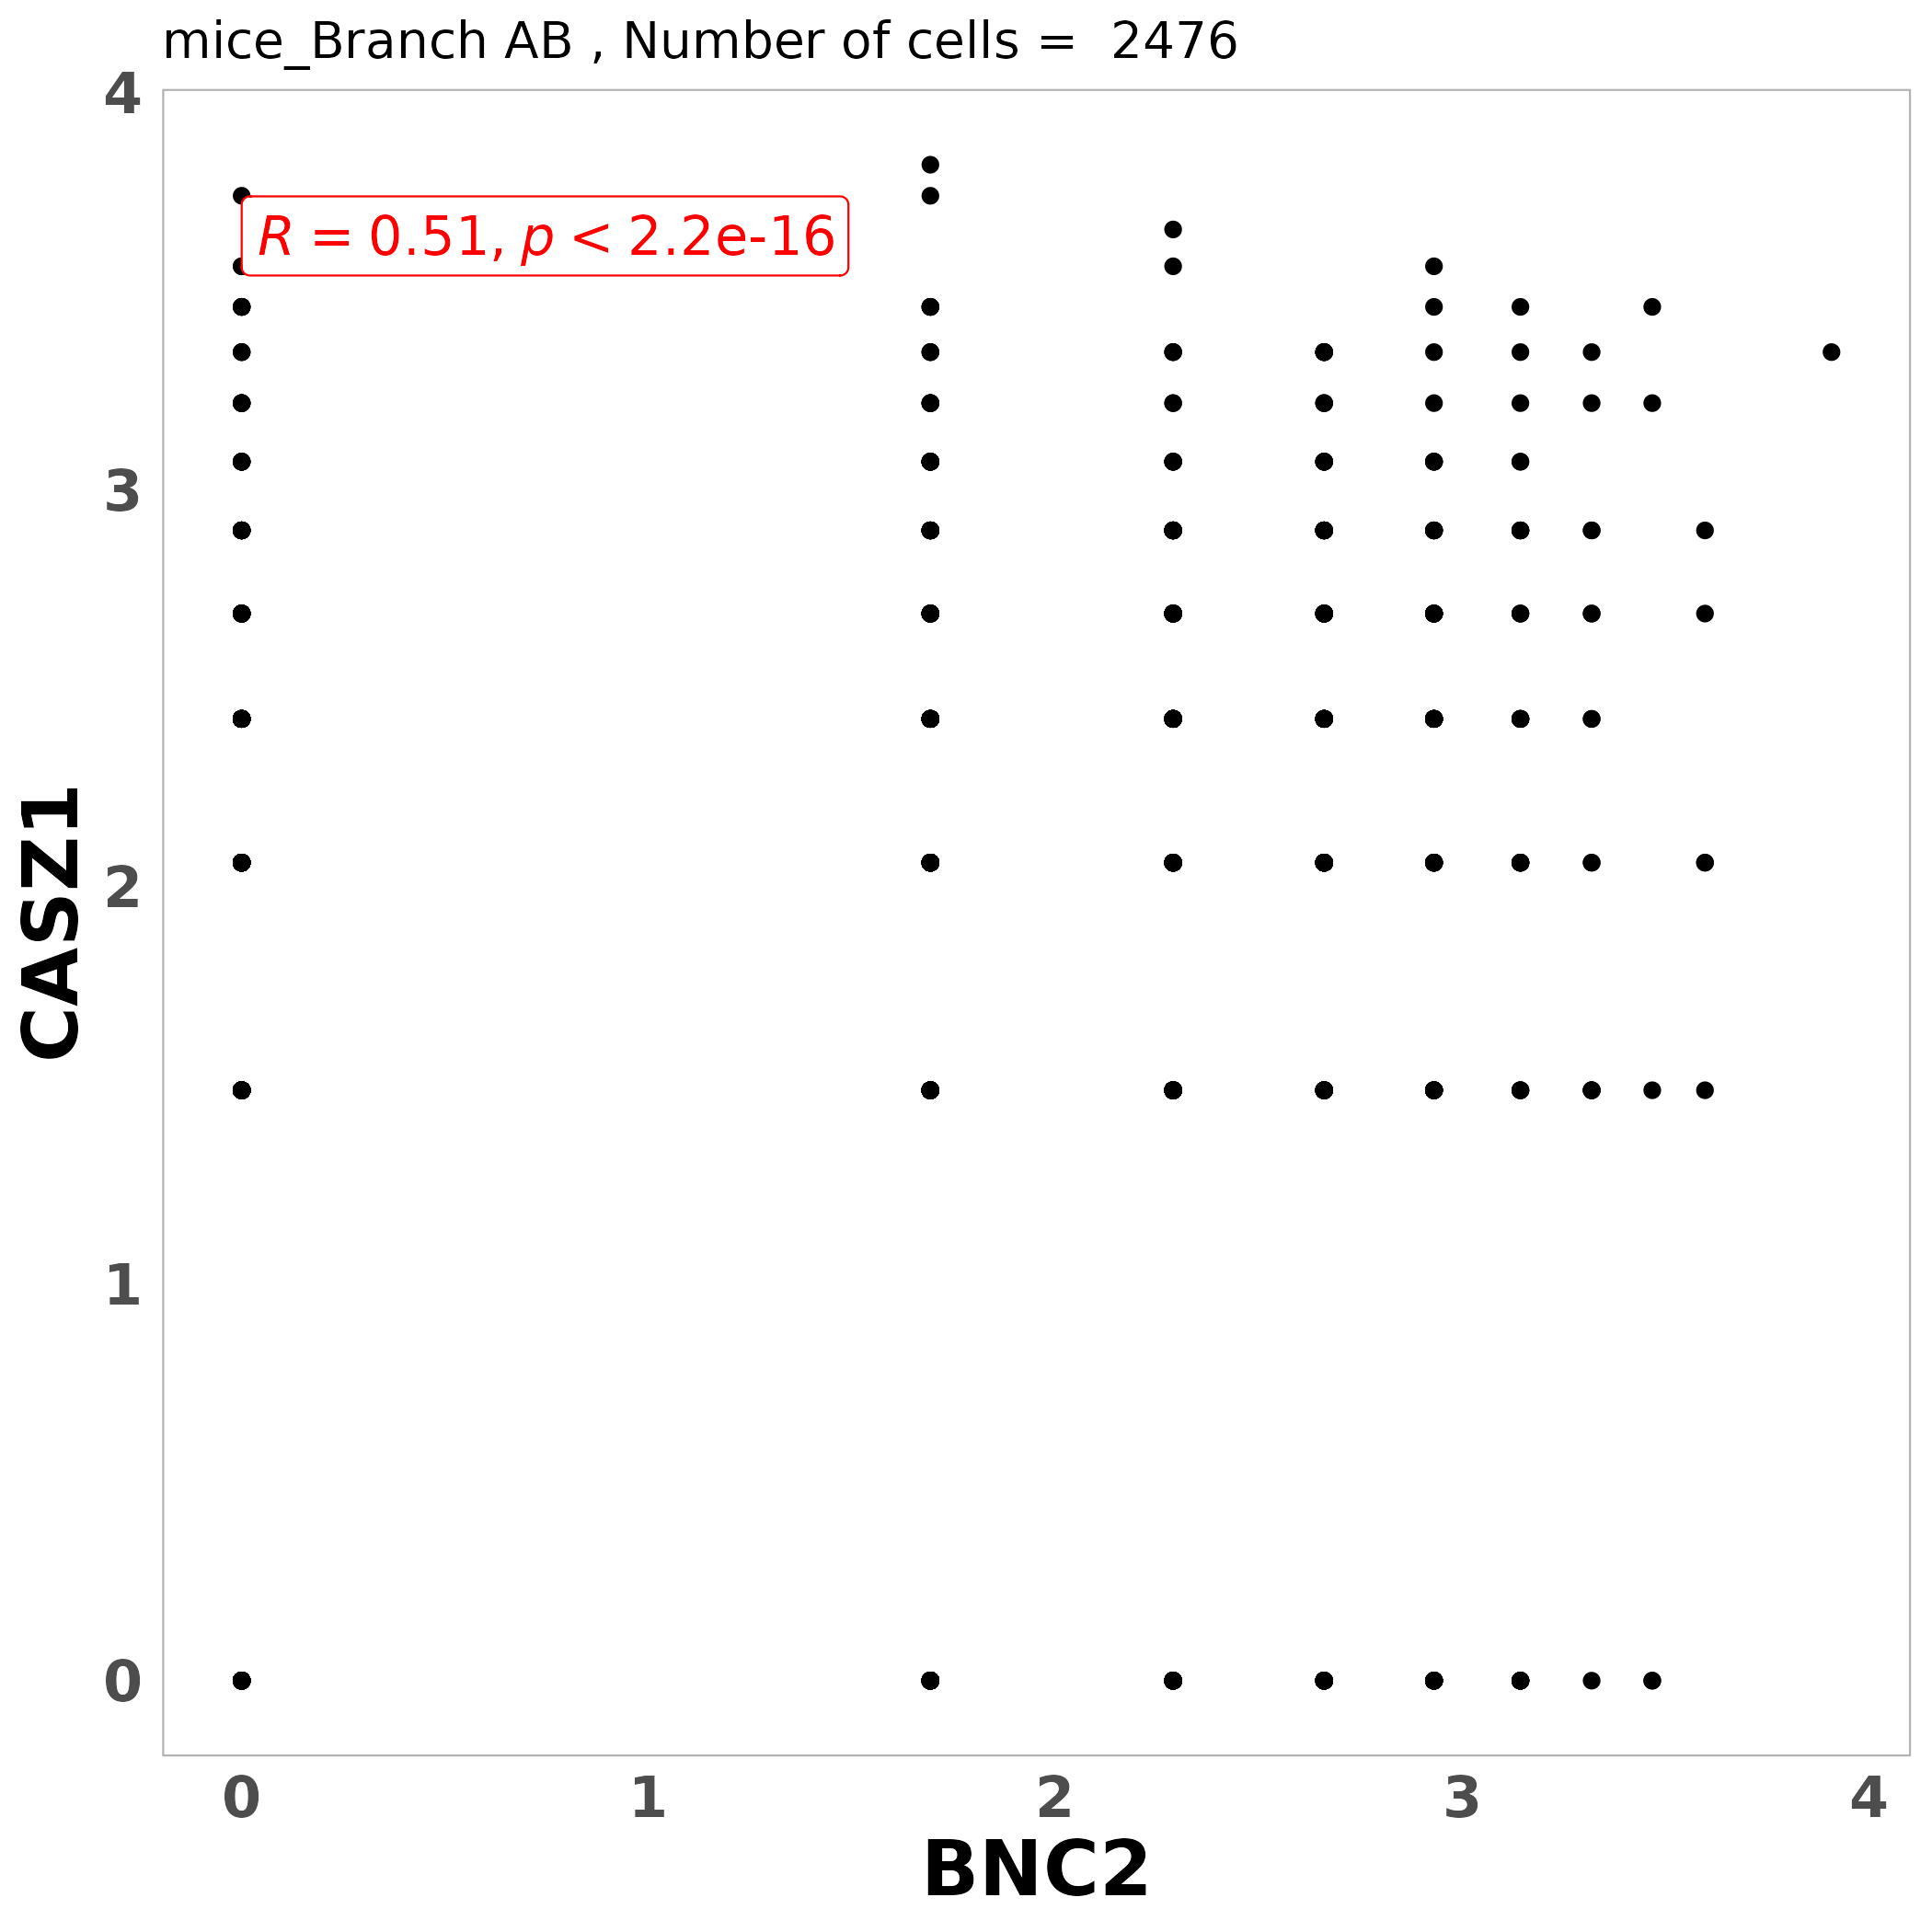 mice_Branch AB , Number of cells =  2476
4
R = 0.51, p < 2.2e-16
3
CASZ1
2
1
0
0 1 2 3 4
BNC2